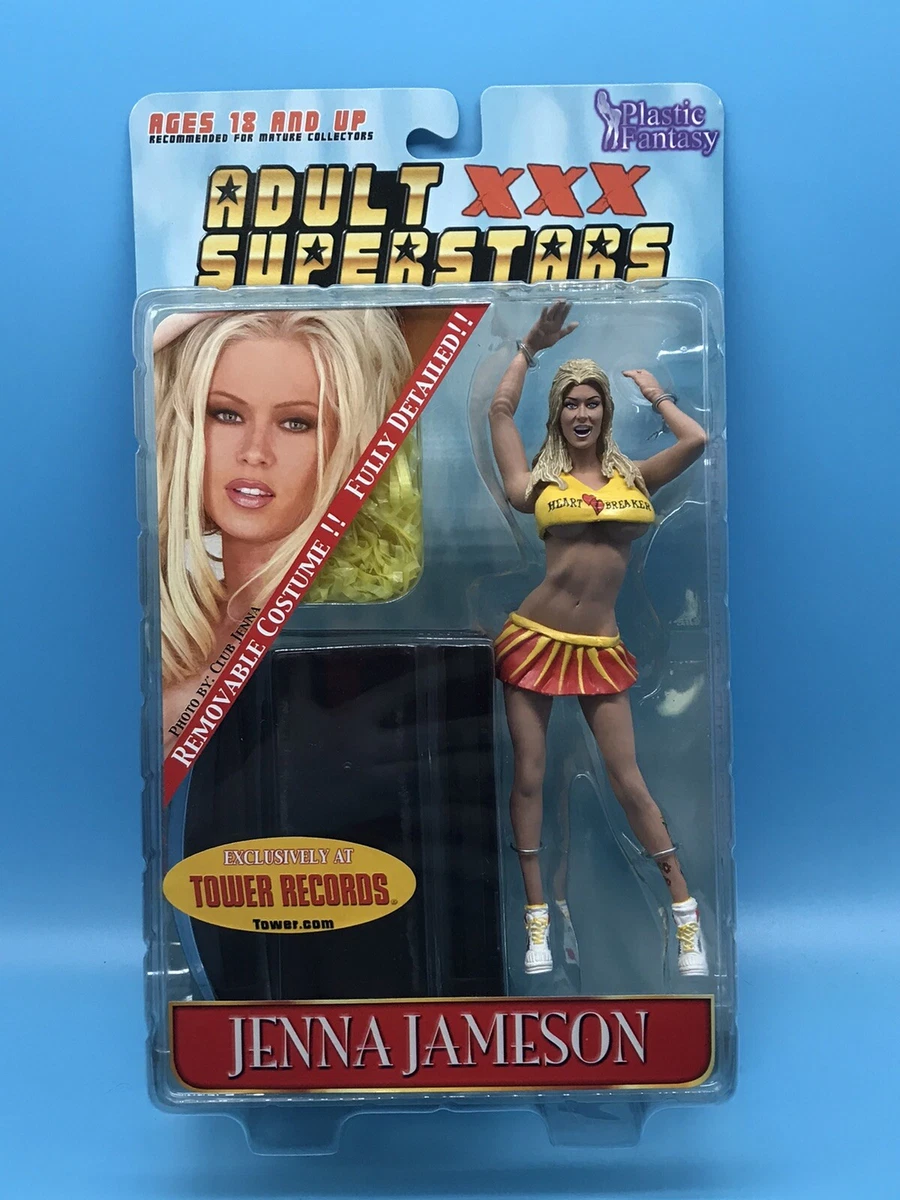 AGES 18 AND UP
RECOMMENDED FOR MATURE COLLECTORS
Plastic
Fantasy
ADULT XXX
SUPERSTARS
REMOVABLE COSTUME !! FULLY DETAILED!!
PHOTO BY: CLUB JENNA
HEART BREAKER
EXCLUSIVELY AT
TOWER RECORDS®
Tower.com
JENNA JAMESON